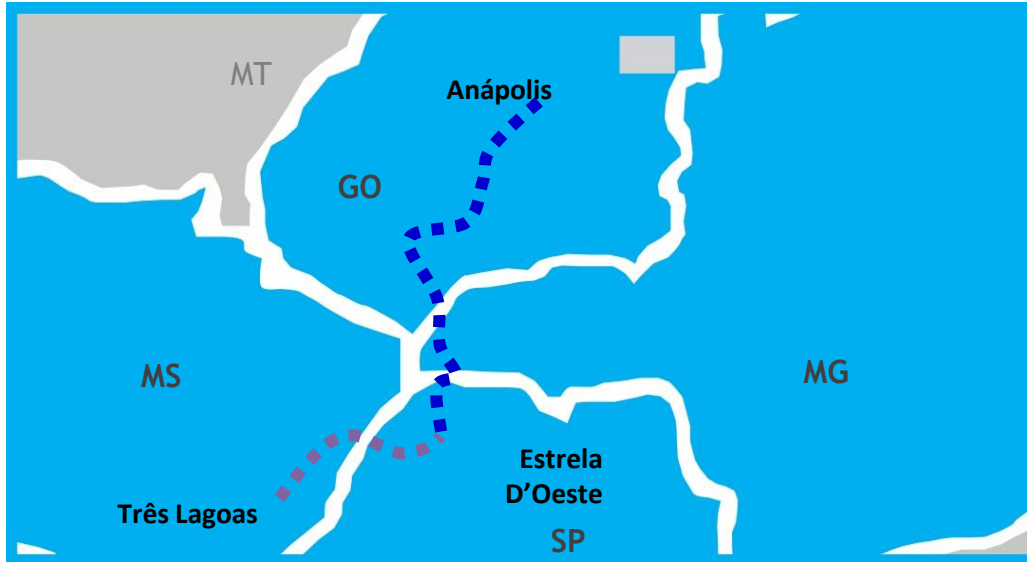 MT
Anápolis
GO
MS
MG
Estrela
D’Oeste
Três Lagoas
SP